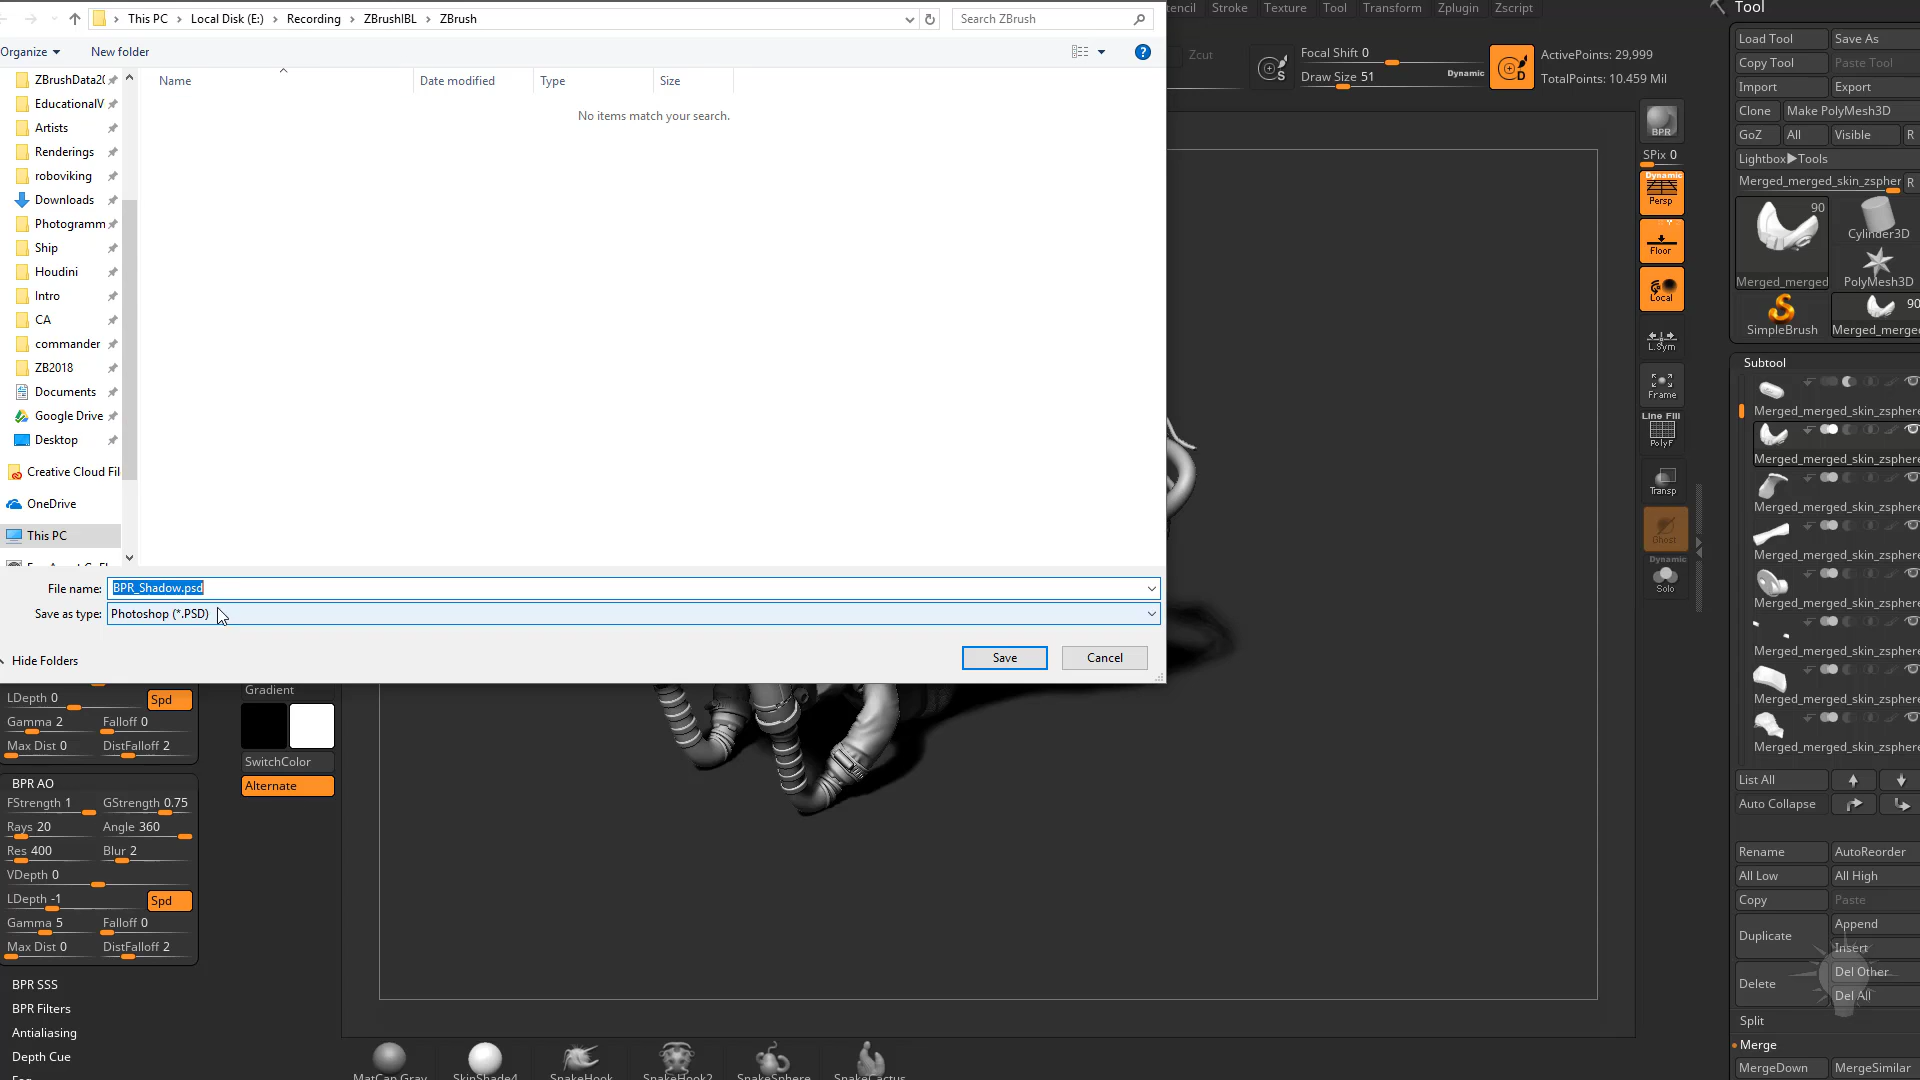 This PC > Local Disk (E:) > Recording > ZBrushIBL > ZBrush
Search ZBrush
Organize
New folder
Name
Date modified
Type
Size
No items match your search.
ZBrushData20
EducationalV
Artists
Renderings
roboviking
Downloads
Photogramm
Ship
Houdini
Intro
CA
commander
ZB2018
Documents
Google Drive
Desktop
Creative Cloud Fil
OneDrive
This PC
File name: BPR_Shadow.psd
Save as type: Photoshop (*.PSD)
Hide Folders
Save
Cancel
LDepth 0
Spd
Gamma 2
Falloff 0
Max Dist 0
DistFalloff 2
BPR AO
FStrength 1
GStrength 0.75
Rays 20
Angle 360
Res 400
Blur 2
VDepth 0
LDepth -1
Spd
Gamma 5
Falloff 0
Max Dist 0
DistFalloff 2
BPR SSS
BPR Filters
Antialiasing
Depth Cue
Gradient
SwitchColor
Alternate
MatCap Gray
SkinShade4
SnakeHook
SnakeHook2
SnakeSphere
SnakeCactus
Stroke
Texture
Tool
Transform
Zplugin
Zscript
Zcut
S
Focal Shift 0
Draw Size 51
Dynamic
D
ActivePoints: 29,999
TotalPoints: 10.459 Mil
BPR
SPix 0
Dynamic
Persp
Floor
Local
L.Sym
Frame
Line Fill
PolyF
Transp
Ghost
Dynamic
Solo
Tool
Load Tool
Save As
Copy Tool
Paste Tool
Import
Export
Clone
Make PolyMesh3D
GoZ
All
Visible
R
Lightbox▶Tools
Merged_merged_skin_zspher
R
90
Merged_merged
Cylinder3D
PolyMesh3D
SimpleBrush
90
Merged_merged
Subtool
Merged_merged_skin_zsphere
Merged_merged_skin_zsphere
Merged_merged_skin_zsphere
Merged_merged_skin_zsphere
Merged_merged_skin_zsphere
Merged_merged_skin_zsphere
Merged_merged_skin_zsphere
Merged_merged_skin_zsphere
List All
Auto Collapse
Rename
AutoReorder
All Low
All High
Copy
Paste
Duplicate
Append
Insert
Delete
Del Other
Del All
Split
Merge
MergeDown
MergeSimilar